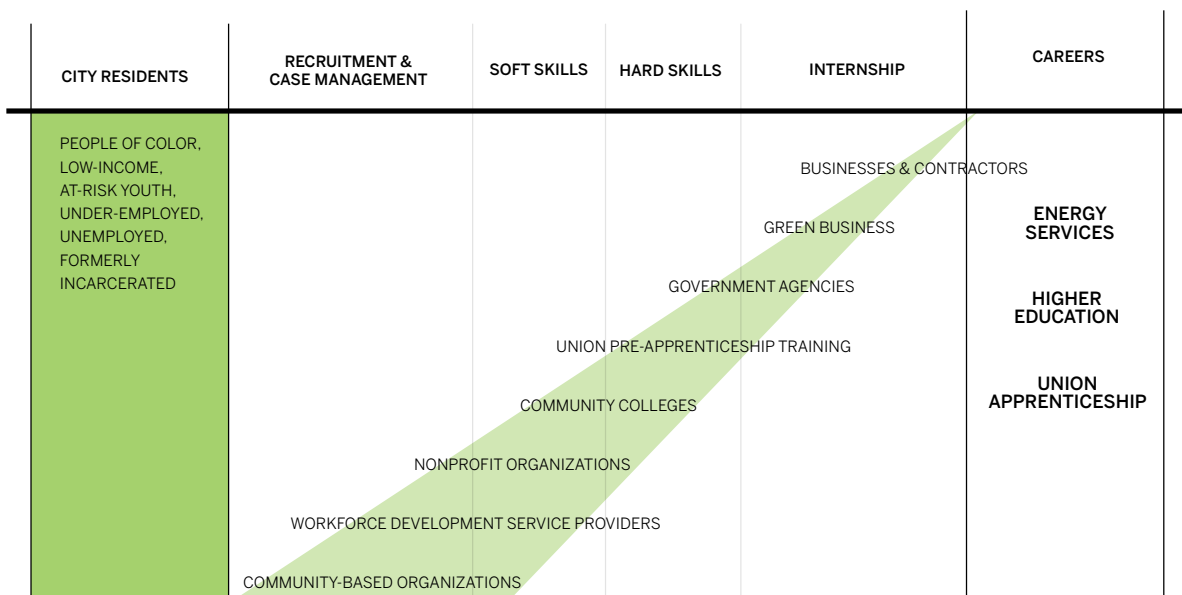 CITY RESIDENTS
RECRUITMENT &
CASE MANAGEMENT
SOFT SKILLS
HARD SKILLS
INTERNSHIP
CAREERS
PEOPLE OF COLOR,
LOW-INCOME,
AT-RISK YOUTH,
UNDER-EMPLOYED,
UNEMPLOYED,
FORMERLY
INCARCERATED
BUSINESSES & CONTRACTORS
GREEN BUSINESS
GOVERNMENT AGENCIES
UNION PRE-APPRENTICESHIP TRAINING
COMMUNITY COLLEGES
NONPROFIT ORGANIZATIONS
WORKFORCE DEVELOPMENT SERVICE PROVIDERS
COMMUNITY-BASED ORGANIZATIONS
ENERGY
SERVICES
HIGHER
EDUCATION
UNION
APPRENTICESHIP